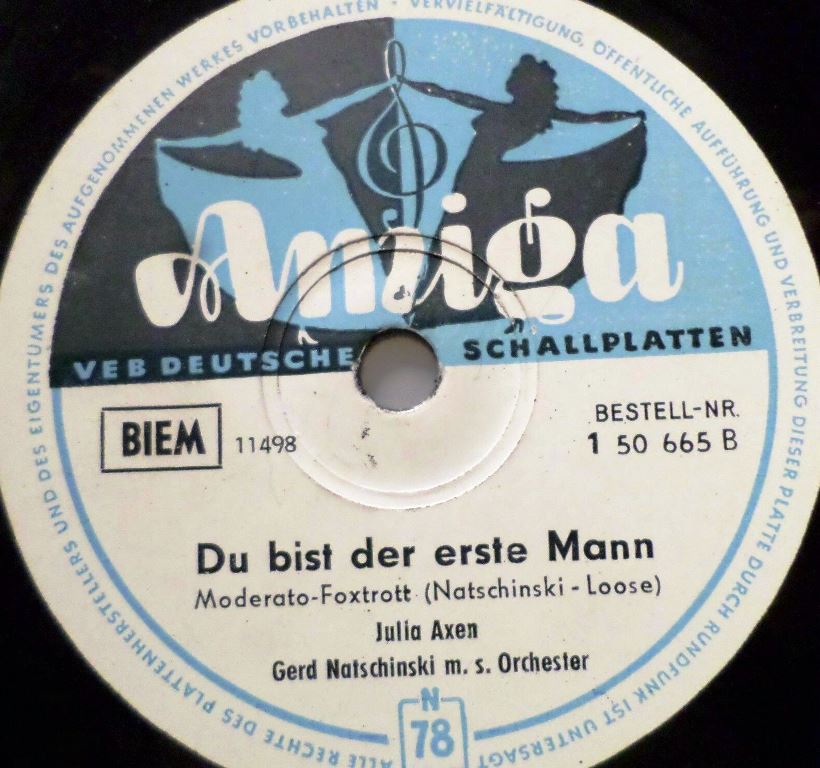 ALLE RECHTE DES PLATTENHERSTELLERS UND DES EIGENTÜMERS DES AUFGENOMMENEN WERKES VORBEHALTEN · VERVIELFÄLTIGUNG, ÖFFENTLICHE AUFFÜHRUNG UND VERBREITUNG DIESER PLATTE DURCH RUNDFUNK IST UNTERSAGT
Amiga
VEB DEUTSCHE SCHALLPLATTEN
BIEM 11498
BESTELL-NR.
1 50 665 B
Du bist der erste Mann
Moderato-Foxtrott (Natschinski - Loose)
Julia Axen
Gerd Natschinski m. s. Orchester
N
78